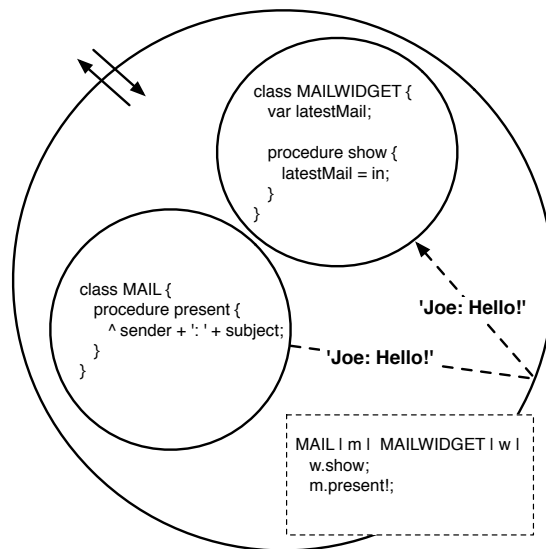 class MAILWIDGET {
var latestMail;
procedure show {
latestMail = in;
}
}
class MAIL {
procedure present {
^ sender + ': ' + subject;
}
}
'Joe: Hello!'
'Joe: Hello!'
MAIL | m | MAILWIDGET | w |
w.show;
m.present!;